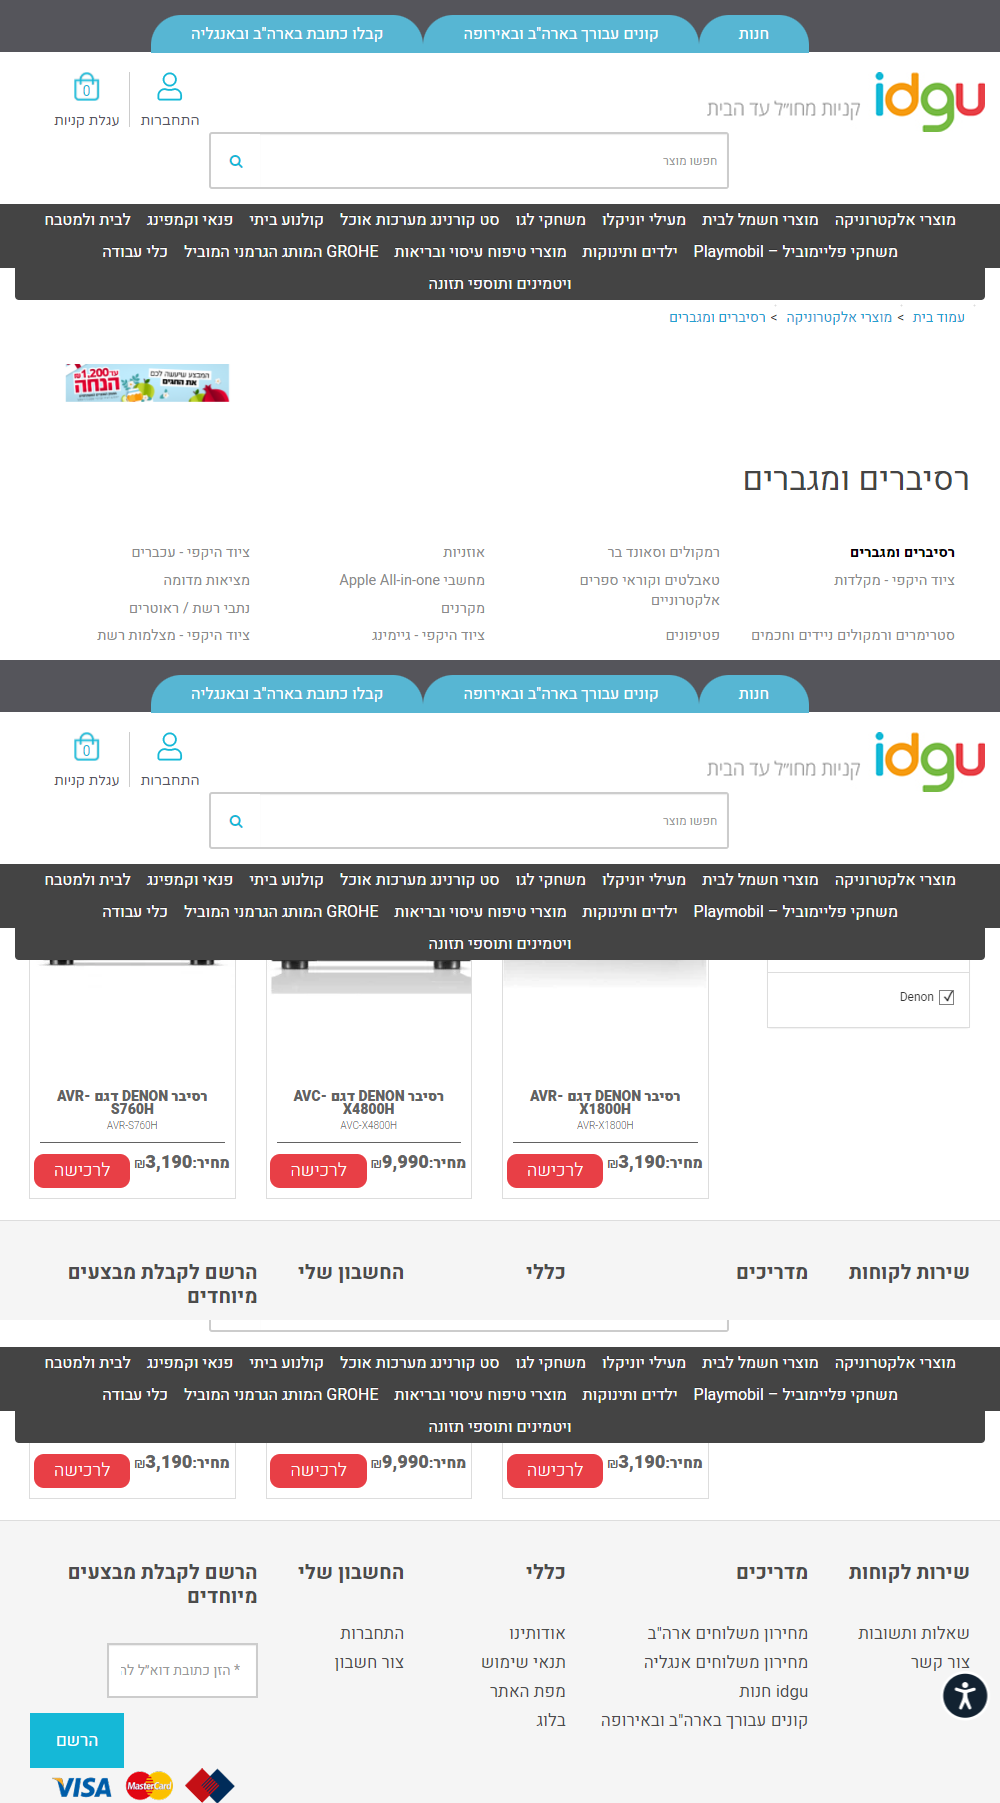 חנות
קונים עבורך בארה"ב ובאירופה
קבלו כתובת בארה"ב ובאנגליה
idgu
קניות מחו״ל עד הבית
התחברות
0
עגלת קניות
חפשו מוצר
מוצרי אלקטרוניקה מוצרי חשמל לבית מעילי יוניקלו משחקי לגו סט קורנינג מערכות אוכל קולנוע ביתי פנאי וקמפינג לבית ולמטבח
משחקי פליימוביל – Playmobil ילדים ותינוקות מוצרי טיפוח עיסוי ובריאות GROHE המותג הגרמני המוביל כלי עבודה
ויטמינים ותוספי תזונה
עמוד בית > מוצרי אלקטרוניקה > רסיברים ומגברים
המבצע שיעשה לכם
את החגים
עד 1,200 ₪
הנחה
רסיברים ומגברים
רסיברים ומגברים
רמקולים וסאונד בר
אוזניות
ציוד היקפי - עכברים
ציוד היקפי - מקלדות
טאבלטים וקוראי ספרים
אלקטרוניים
מחשבי Apple All-in-one
מציאות מדומה
מקרנים
נתבי רשת / ראוטרים
סטרימרים ורמקולים ניידים וחכמים
פטיפונים
ציוד היקפי - גיימינג
ציוד היקפי - מצלמות רשת
חנות
קונים עבורך בארה"ב ובאירופה
קבלו כתובת בארה"ב ובאנגליה
idgu
קניות מחו״ל עד הבית
התחברות
0
עגלת קניות
חפשו מוצר
מוצרי אלקטרוניקה מוצרי חשמל לבית מעילי יוניקלו משחקי לגו סט קורנינג מערכות אוכל קולנוע ביתי פנאי וקמפינג לבית ולמטבח
משחקי פליימוביל – Playmobil ילדים ותינוקות מוצרי טיפוח עיסוי ובריאות GROHE המותג הגרמני המוביל כלי עבודה
ויטמינים ותוספי תזונה
Denon
רסיבר DENON דגם AVR-
X1800H
AVR-X1800H
מחיר:3,190₪
לרכישה
רסיבר DENON דגם AVC-
X4800H
AVC-X4800H
מחיר:9,990₪
לרכישה
רסיבר DENON דגם AVR-
S760H
AVR-S760H
מחיר:3,190₪
לרכישה
שירות לקוחות
מדריכים
כללי
החשבון שלי
הרשם לקבלת מבצעים
מיוחדים
מוצרי אלקטרוניקה מוצרי חשמל לבית מעילי יוניקלו משחקי לגו סט קורנינג מערכות אוכל קולנוע ביתי פנאי וקמפינג לבית ולמטבח
משחקי פליימוביל – Playmobil ילדים ותינוקות מוצרי טיפוח עיסוי ובריאות GROHE המותג הגרמני המוביל כלי עבודה
ויטמינים ותוספי תזונה
מחיר:3,190₪
לרכישה
מחיר:9,990₪
לרכישה
מחיר:3,190₪
לרכישה
שירות לקוחות
שאלות ותשובות
צור קשר
מדריכים
מחירון משלוחים ארה"ב
מחירון משלוחים אנגליה
idgu חנות
קונים עבורך בארה"ב ובאירופה
כללי
אודותינו
תנאי שימוש
מפת האתר
בלוג
החשבון שלי
התחברות
צור חשבון
הרשם לקבלת מבצעים
מיוחדים
* הזן כתובת דוא״ל לר
הרשם
VISA
MasterCard